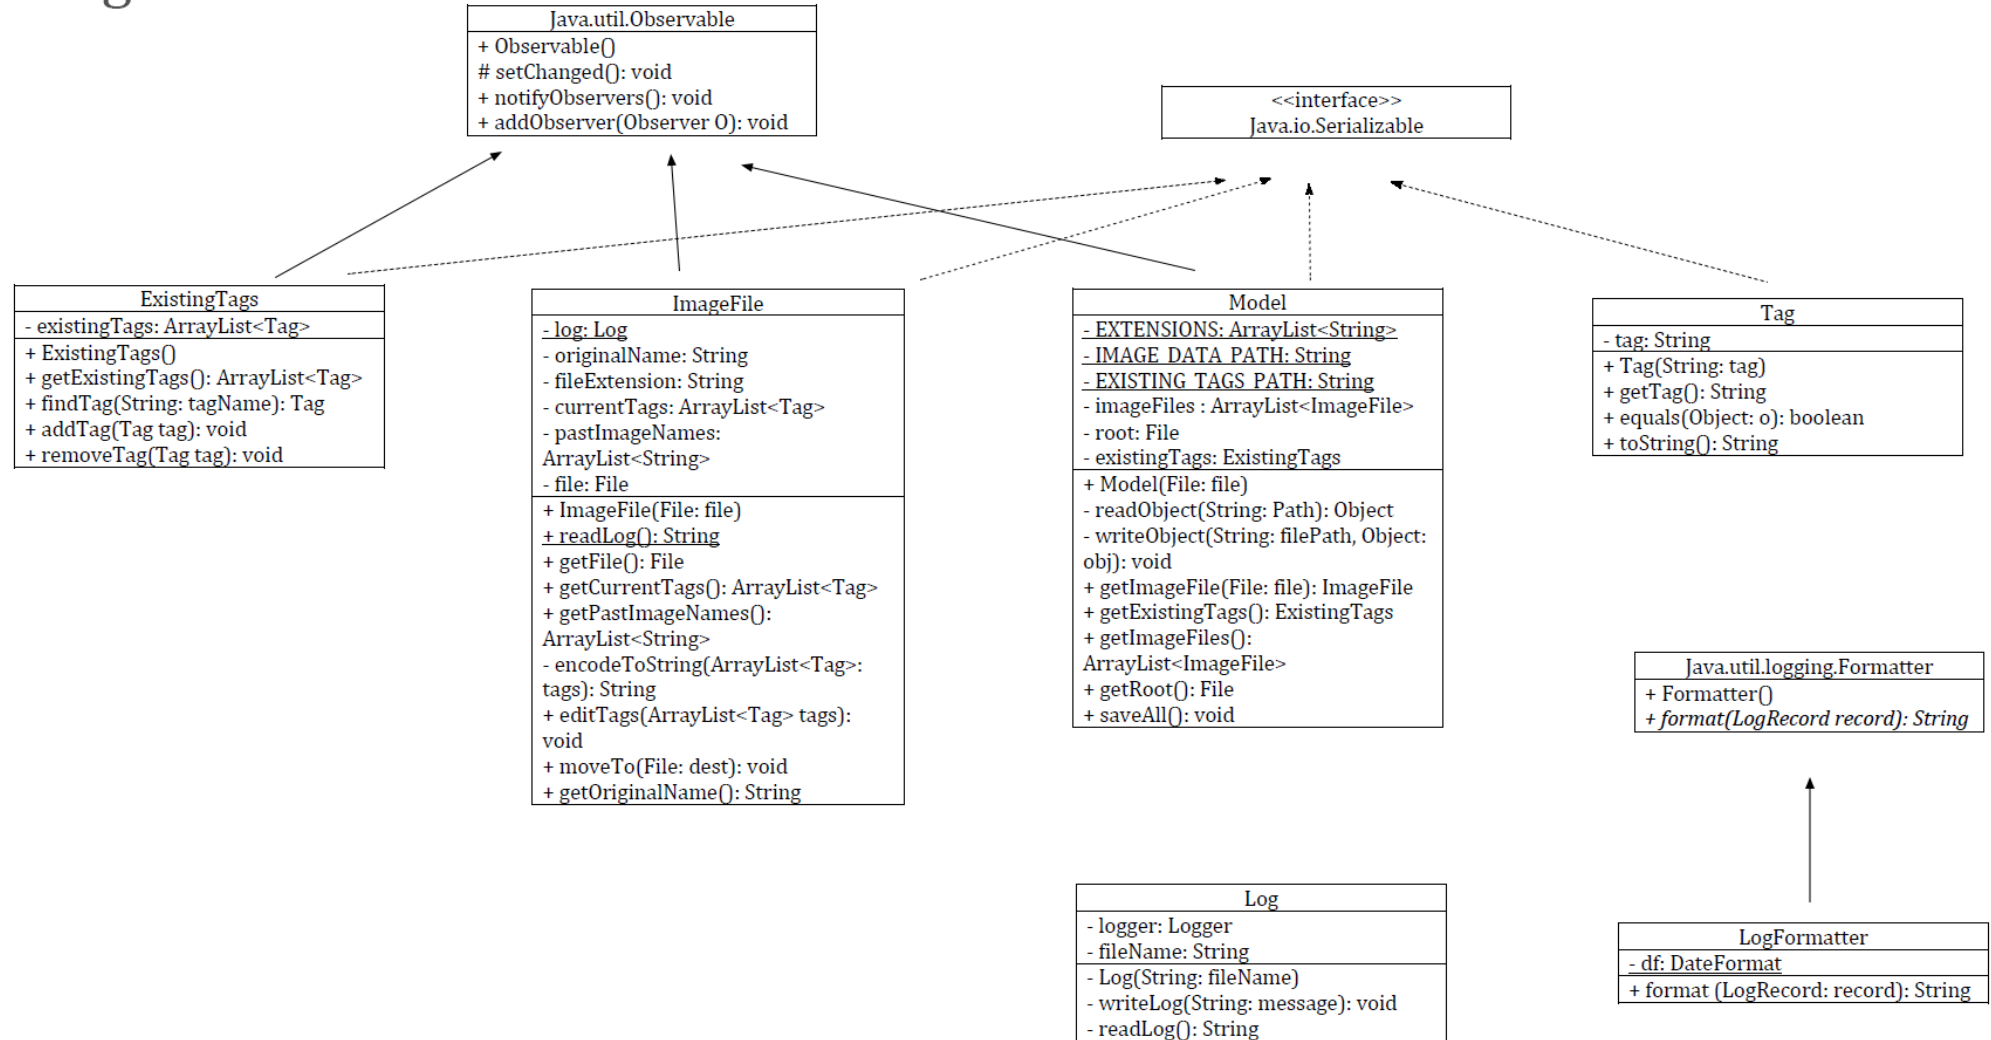 g
Java.util.Observable
+ Observable()
# setChanged(): void
+ notifyObservers(): void
+ addObserver(Observer O): void
<<interface>>
Java.io.Serializable
ExistingTags
- existingTags: ArrayList<Tag>
+ ExistingTags()
+ getExistingTags(): ArrayList<Tag>
+ findTag(String: tagName): Tag
+ addTag(Tag tag): void
+ removeTag(Tag tag): void
ImageFile
- log: Log
- originalName: String
- fileExtension: String
- currentTags: ArrayList<Tag>
- pastImageNames:
ArrayList<String>
- file: File
+ ImageFile(File: file)
+ readLog(): String
+ getFile(): File
+ getCurrentTags(): ArrayList<Tag>
+ getPastImageNames():
ArrayList<String>
- encodeToString(ArrayList<Tag>:
tags): String
+ editTags(ArrayList<Tag> tags):
void
+ moveTo(File: dest): void
+ getOriginalName(): String
Model
- EXTENSIONS: ArrayList<String>
- IMAGE_DATA_PATH: String
- EXISTING_TAGS_PATH: String
- imageFiles : ArrayList<ImageFile>
- root: File
- existingTags: ExistingTags
+ Model(File: file)
- readObject(String: Path): Object
- writeObject(String: filePath, Object:
obj): void
+ getImageFile(File: file): ImageFile
+ getExistingTags(): ExistingTags
+ getImageFiles():
ArrayList<ImageFile>
+ getRoot(): File
+ saveAll(): void
Tag
- tag: String
+ Tag(String: tag)
+ getTag(): String
+ equals(Object: o): boolean
+ toString(): String
Java.util.logging.Formatter
+ Formatter()
+ format(LogRecord record): String
Log
- logger: Logger
- fileName: String
- Log(String: fileName)
- writeLog(String: message): void
- readLog(): String
LogFormatter
- df: DateFormat
+ format (LogRecord: record): String